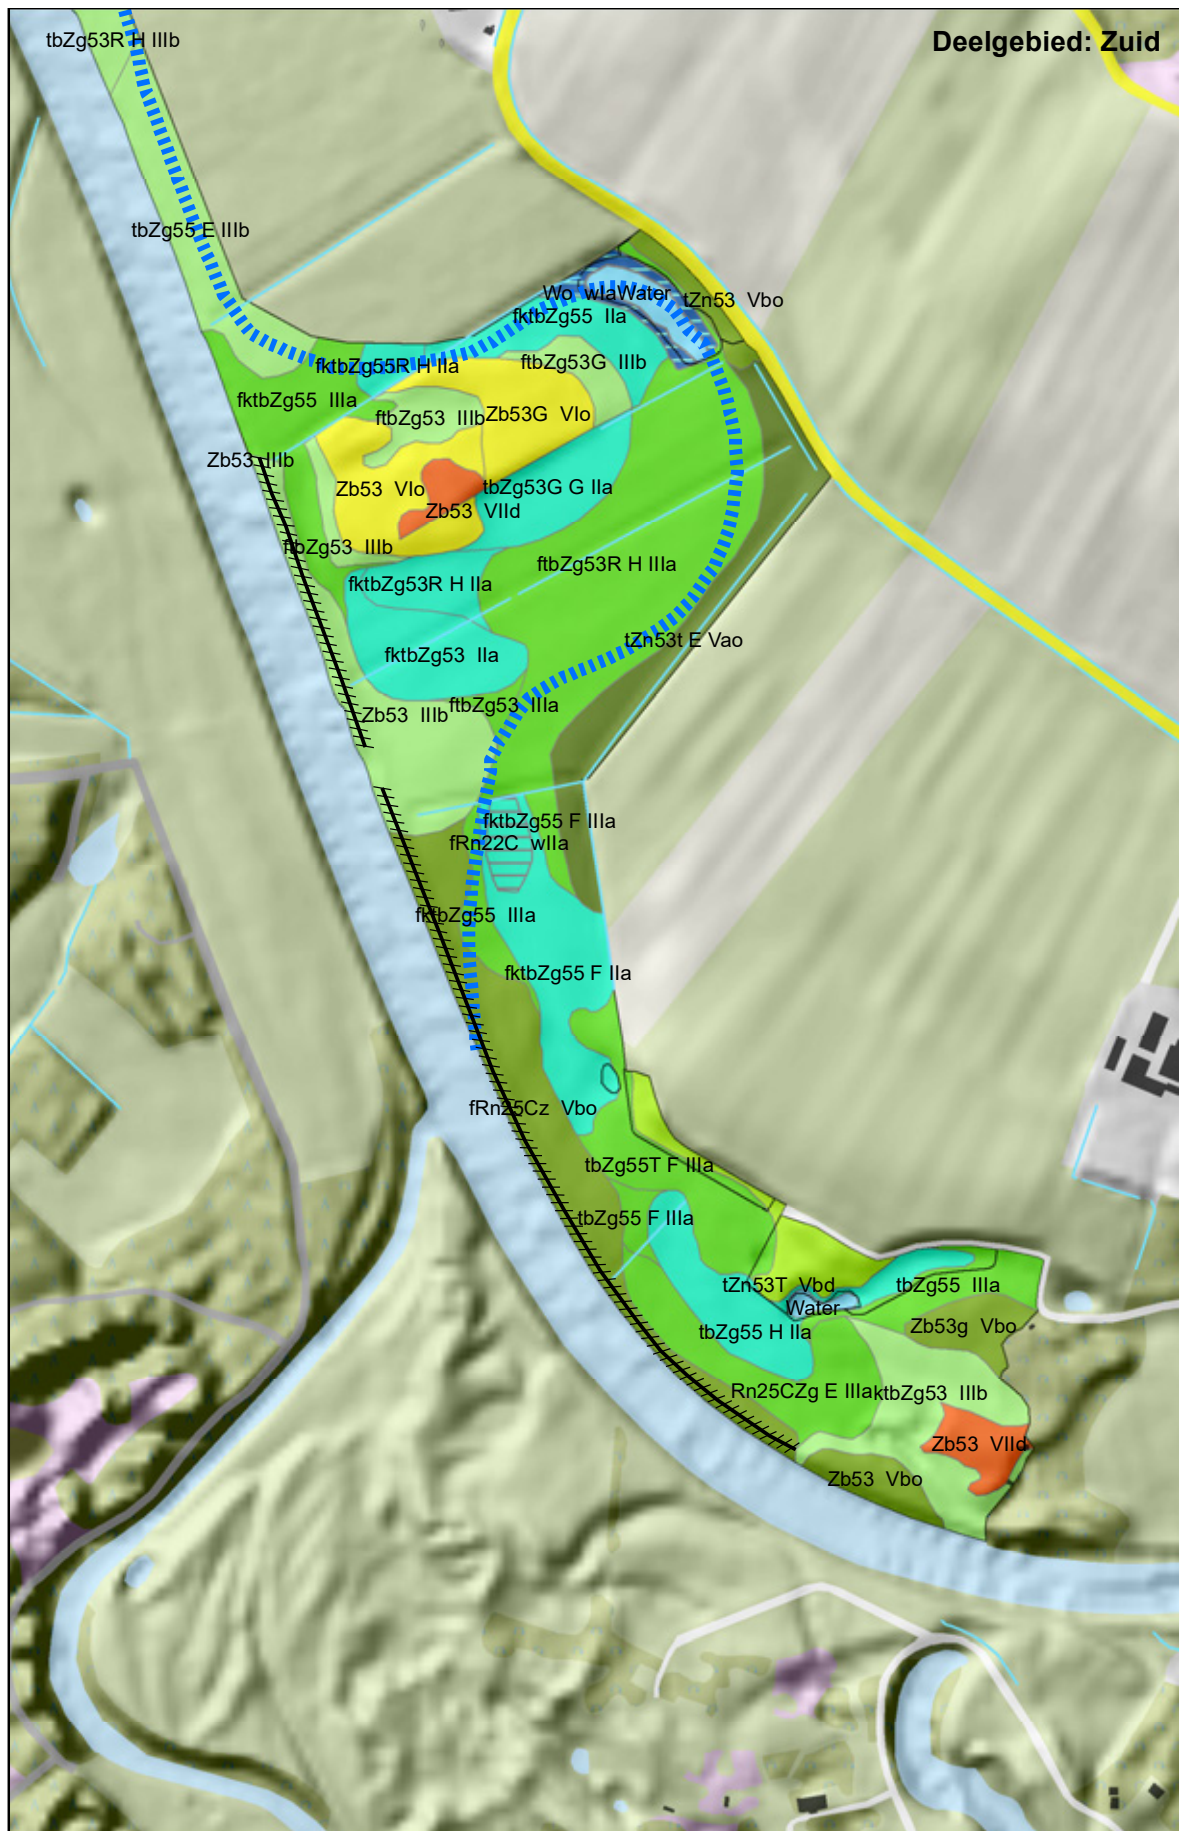 Deelgebied: Zuid
tbZg53R H IIIb
tbZg55 E IIIb
Wo wIaWater
tZn53 Vbo
fktbZg55 IIa
fktbZg55R H IIa
ftbZg53G IIIb
fktbZg55 IIIa
ftbZg53 IIIb
Zb53G VIo
Zb53 IIIb
Zb53 VIo
tbZg53G G IIa
Zb53 VIId
ftbZg53 IIIb
ftbZg53R H IIIa
fktbZg53R H IIa
tZn53t E Vao
fktbZg53 IIa
ftbZg53 IIIa
Zb53 IIIb
fktbZg55 F IIIa
fRn22C wIIa
fktbZg55 IIIa
fktbZg55 F IIa
fRn25Cz Vbo
tbZg55T F IIIa
tbZg55 F IIIa
tZn53T Vbd
tbZg55 IIIa
Water
Zb53g Vbo
tbZg55 H IIa
Rn25CZg E IIIa
ktbZg53 IIIb
Zb53 VIId
Zb53 Vbo